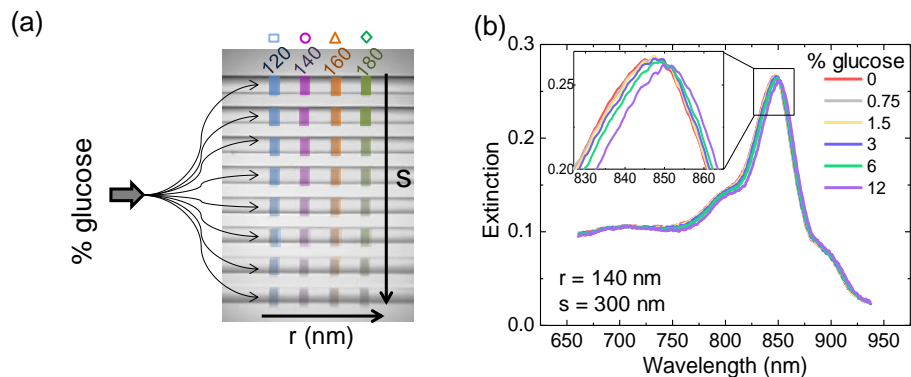 (a)
120 140 160 180
% glucose
S
r (nm)
(b)
0.3
0.2
0.1
0.0
Extinction
650 700 750 800 850 900 950
Wavelength (nm)
0.25
0.20
830 840 850 860
% glucose
0
0.75
1.5
3
6
12
r = 140 nm
s = 300 nm